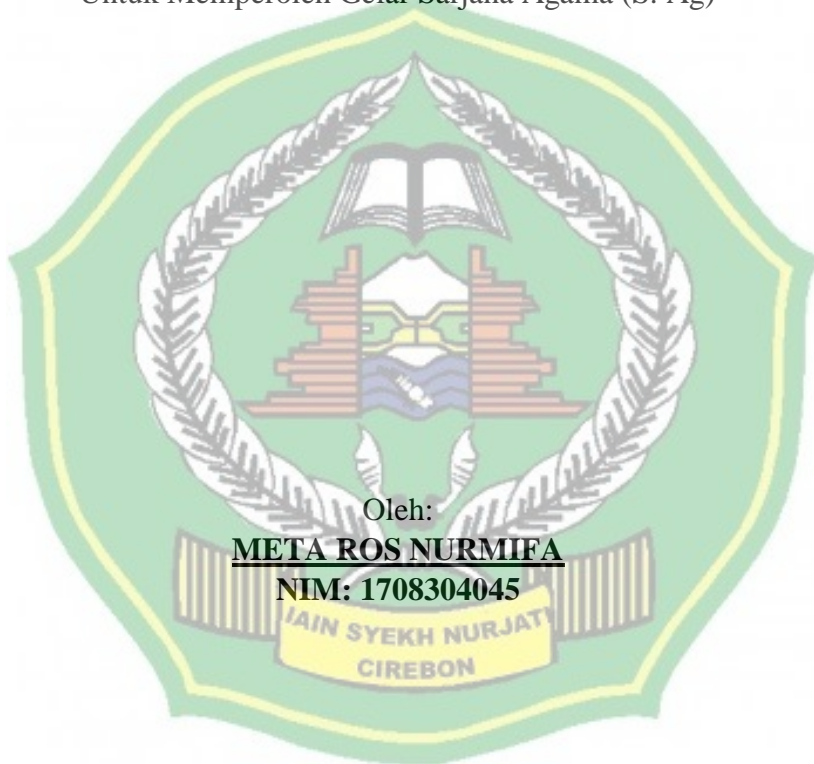 Untuk Memperoleh Gelar Sarjana Agama (S. Ag)
Oleh:
META ROS NURMIFA
NIM: 1708304045
IAIN SYEKH NURJATI
CIREBON